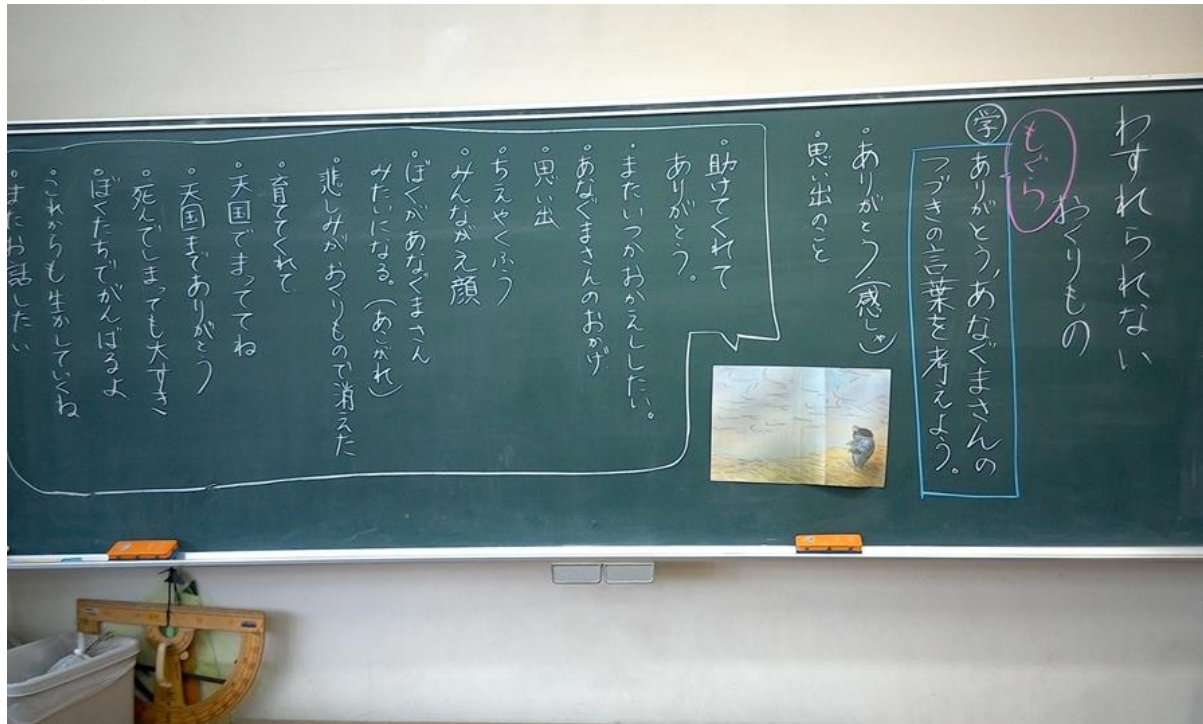 わすれられない
おくりもの
もぐら
学
ありがとう、あなぐまさんの
つづきの言葉を考えよう。
・ありがとう(感しゃ)
・思い出のこと
・助けてくれて
ありがとう。
・またいつかおかえししたい。
・あなぐまさんのおかげ
・思い出
・ちえやくふう
・みんながえ顔
・ぼくがあなぐまさん
みたいになる。(あこがれ)
・悲しみがおくりもので消えた
・育ててくれて
・天国でまっててね
・天国までありがとう
・死んでしまっても大すき
・ぼくたちでがんばるよ
・これからも生かしていくね
・またお話したい